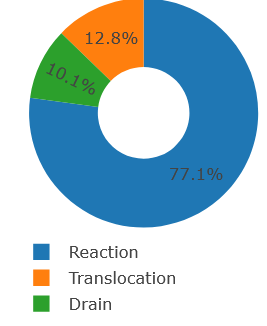 12.8%
10.1%
77.1%
Reaction
Translocation
Drain